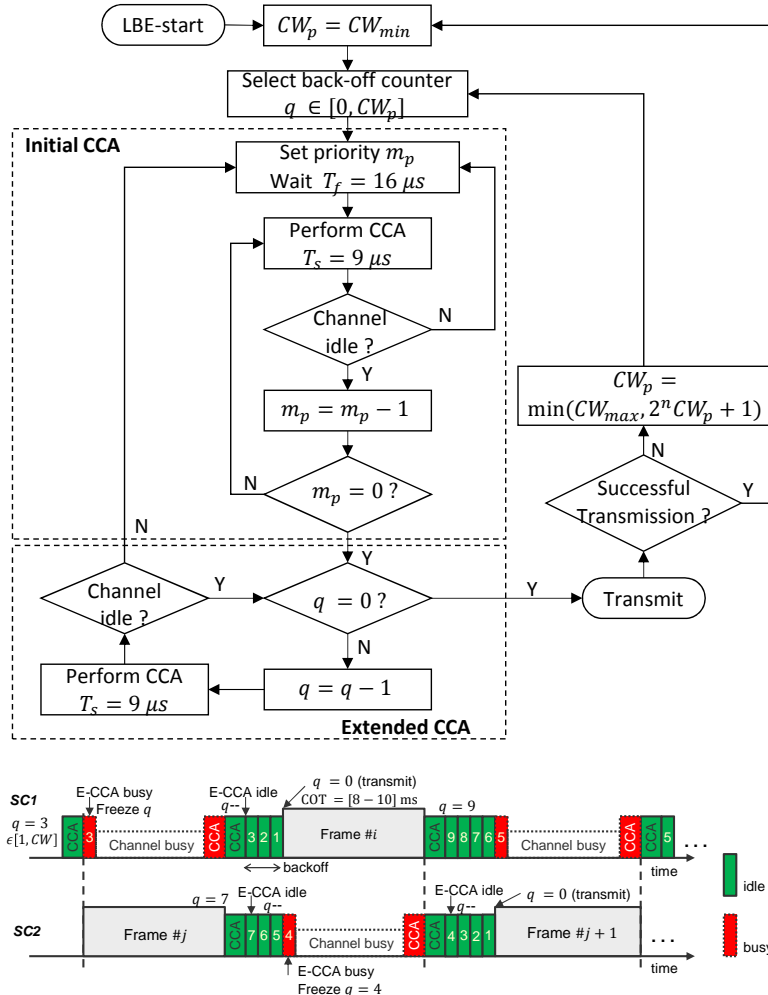 LBE-start
CW_p = CW_min
Select back-off counter
q ∈ [0, CW_p]
Initial CCA
Set priority m_p
Wait T_f = 16 μs
Perform CCA
T_s = 9 μs
Channel
idle ?
N
Y
m_p = m_p − 1
N
m_p = 0 ?
Y
CW_p =
min(CW_max, 2^n CW_p + 1)
N
Successful
Transmission ?
Y
N
Channel
idle ?
Y
q = 0 ?
Y
Transmit
N
Perform CCA
T_s = 9 μs
q = q − 1
Extended CCA
SC1
q = 3
ϵ[1, CW]
E-CCA busy
Freeze q
CCA
3
Channel busy
CCA
CCA
3
2
1
E-CCA idle
q--
backoff
q = 0 (transmit)
COT = [8 − 10] ms
Frame #i
q = 9
CCA
9
8
7
6
5
Channel busy
CCA
CCA
5
. . .
time
idle
SC2
Frame #j
q = 7
E-CCA idle
q--
CCA
7
6
5
4
E-CCA busy
Freeze q = 4
Channel busy
CCA
CCA
4
3
2
1
E-CCA idle
q--
q = 0 (transmit)
Frame #j + 1
. . .
time
busy